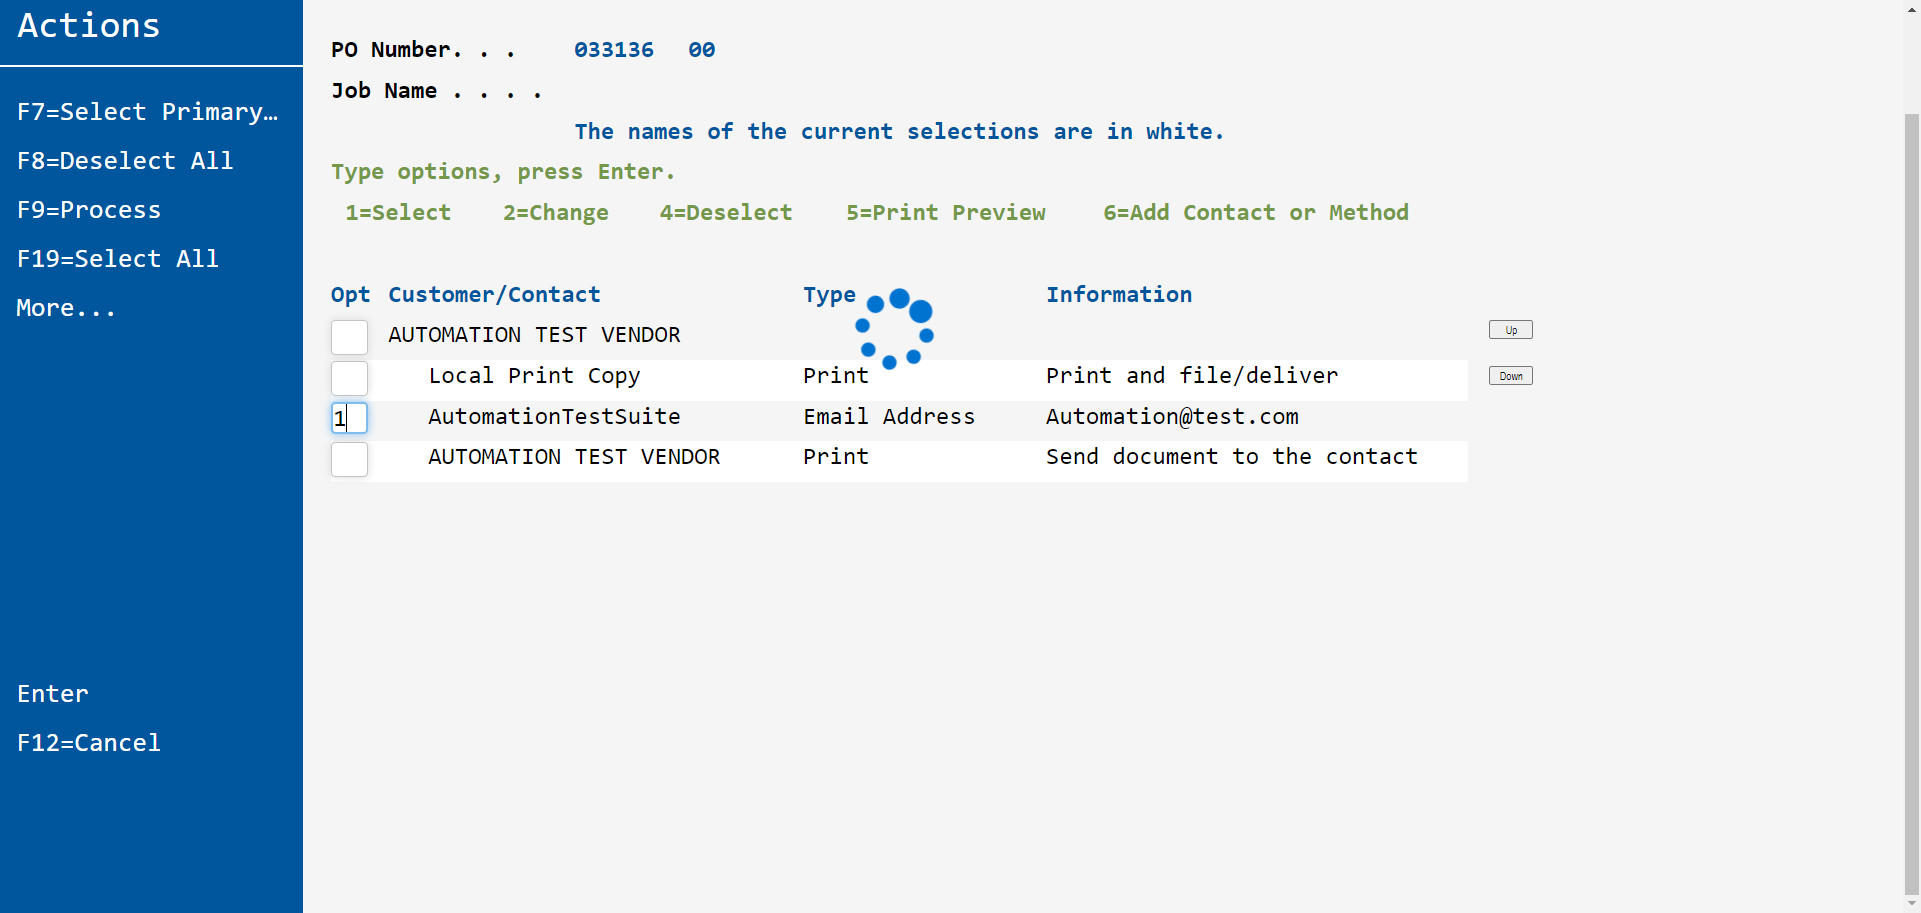 Actions
F7=Select Primary…
F8=Deselect All
F9=Process
F19=Select All
More...
Enter
F12=Cancel
PO Number. . . 033136 00
Job Name . . . .
The names of the current selections are in white.
Type options, press Enter.
1=Select 2=Change 4=Deselect 5=Print Preview 6=Add Contact or Method
Opt Customer/Contact Type Information
AUTOMATION TEST VENDOR Up
Local Print Copy Print Print and file/deliver Down
1 AutomationTestSuite Email Address Automation@test.com
AUTOMATION TEST VENDOR Print Send document to the contact